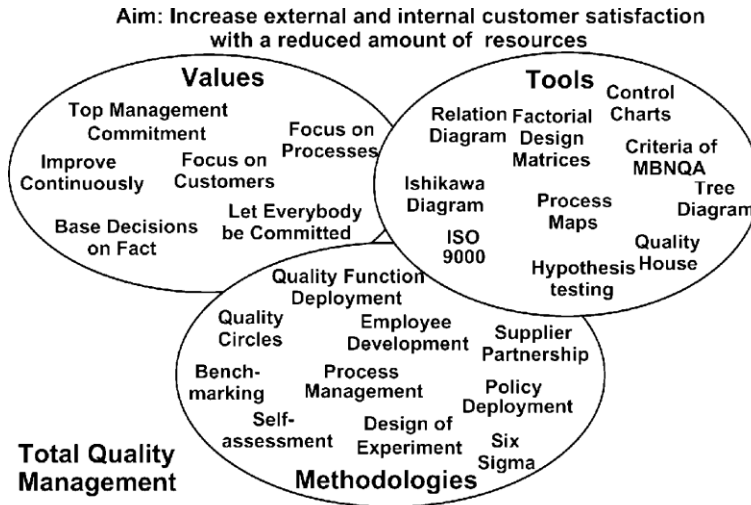 Aim: Increase external and internal customer satisfaction
with a reduced amount of resources
Values
Top Management
Commitment
Focus on
Processes
Improve
Continuously
Focus on
Customers
Base Decisions
on Fact
Let Everybody
be Committed
Tools
Control
Charts
Relation
Diagram
Factorial
Design
Matrices
Criteria of
MBNQA
Ishikawa
Diagram
Process
Maps
Tree
Diagram
ISO
9000
Quality
House
Hypothesis
testing
Quality Function
Deployment
Quality
Circles
Employee
Development
Supplier
Partnership
Bench-
marking
Process
Management
Policy
Deployment
Self-
assessment
Design of
Experiment
Six
Sigma
Methodologies
Total Quality
Management